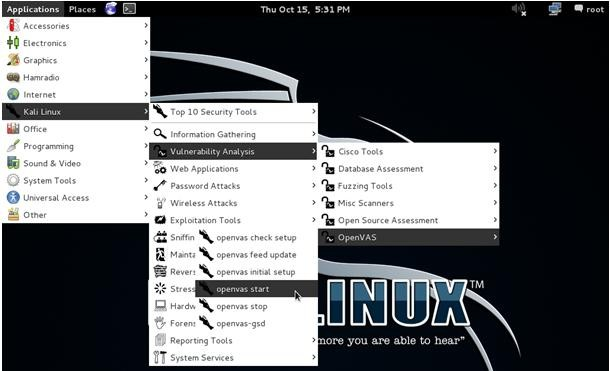 Applications Places Thu Oct 15, 5:31 PM root
Accessories
Electronics
Graphics
Hamradio
Internet
Kali Linux
Office
Programming
Sound & Video
System Tools
Universal Access
Other
Top 10 Security Tools
Information Gathering
Vulnerability Analysis
Web Applications
Password Attacks
Wireless Attacks
Exploitation Tools
Sniffin
Mainta
Revers
Stress
Hardw
Forens
Reporting Tools
System Services
Cisco Tools
Database Assessment
Fuzzing Tools
Misc Scanners
Open Source Assessment
OpenVAS
openvas check setup
openvas feed update
openvas initial setup
openvas start
openvas stop
openvas-gsd
LINUX™
more you are able to hear”